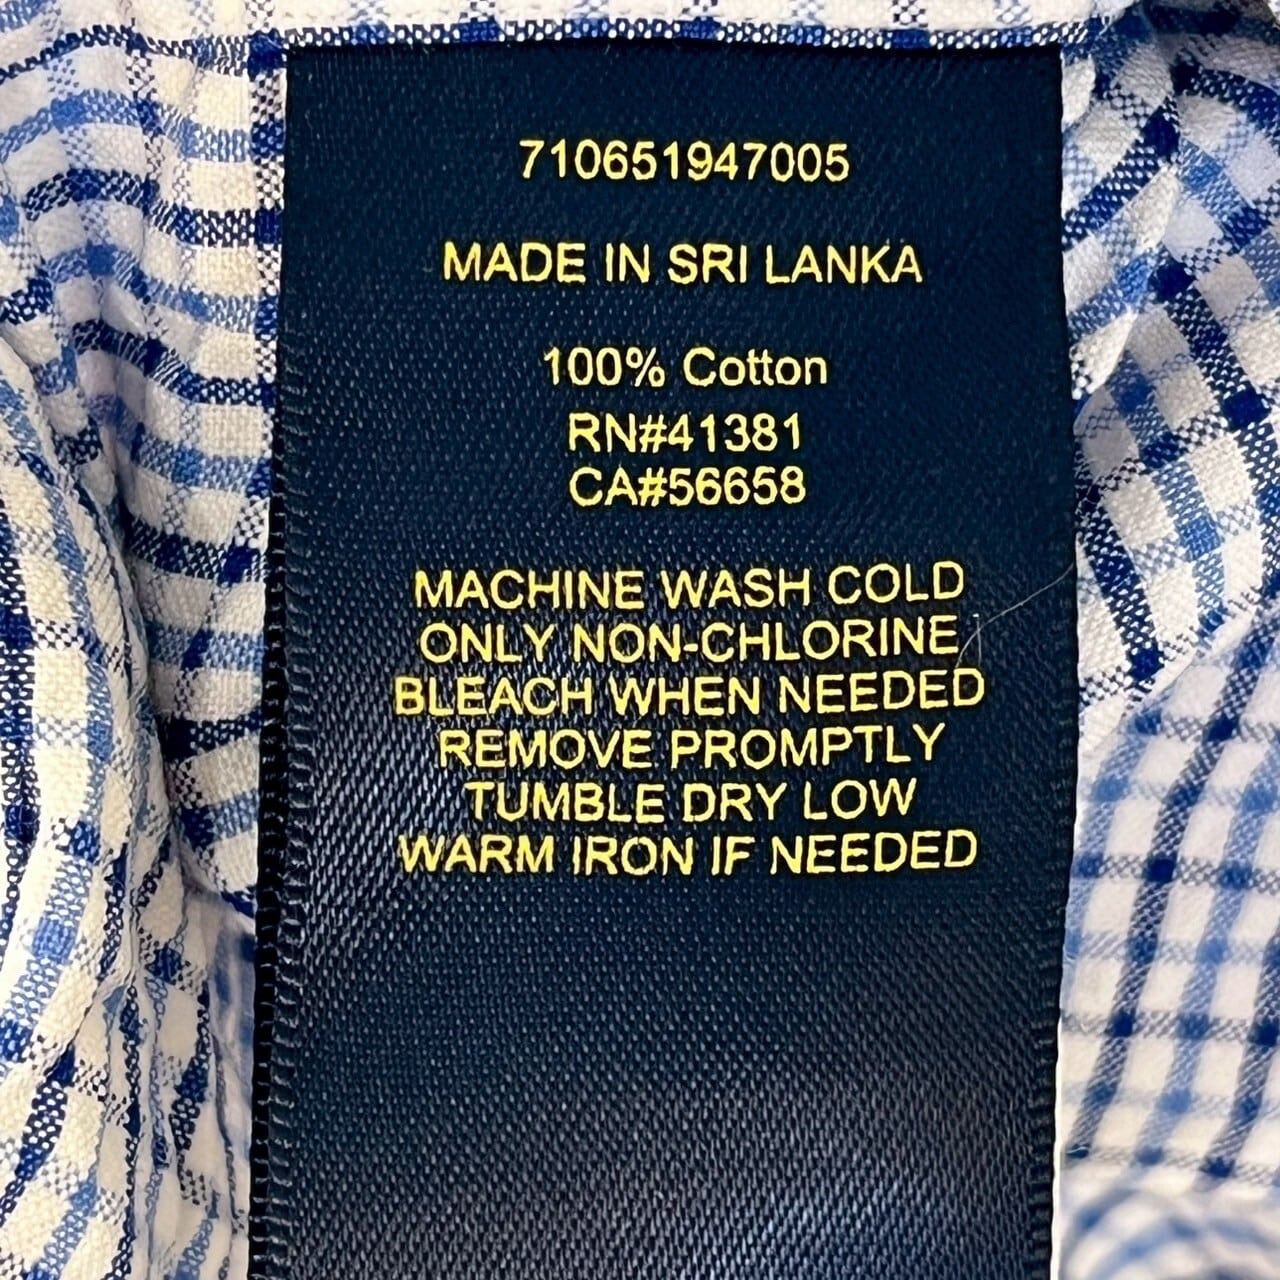 710651947005
MADE IN SRI LANKA
100% Cotton
RN#41381
CA#56658
MACHINE WASH COLD
ONLY NON-CHLORINE
BLEACH WHEN NEEDED
REMOVE PROMPTLY
TUMBLE DRY LOW
WARM IRON IF NEEDED